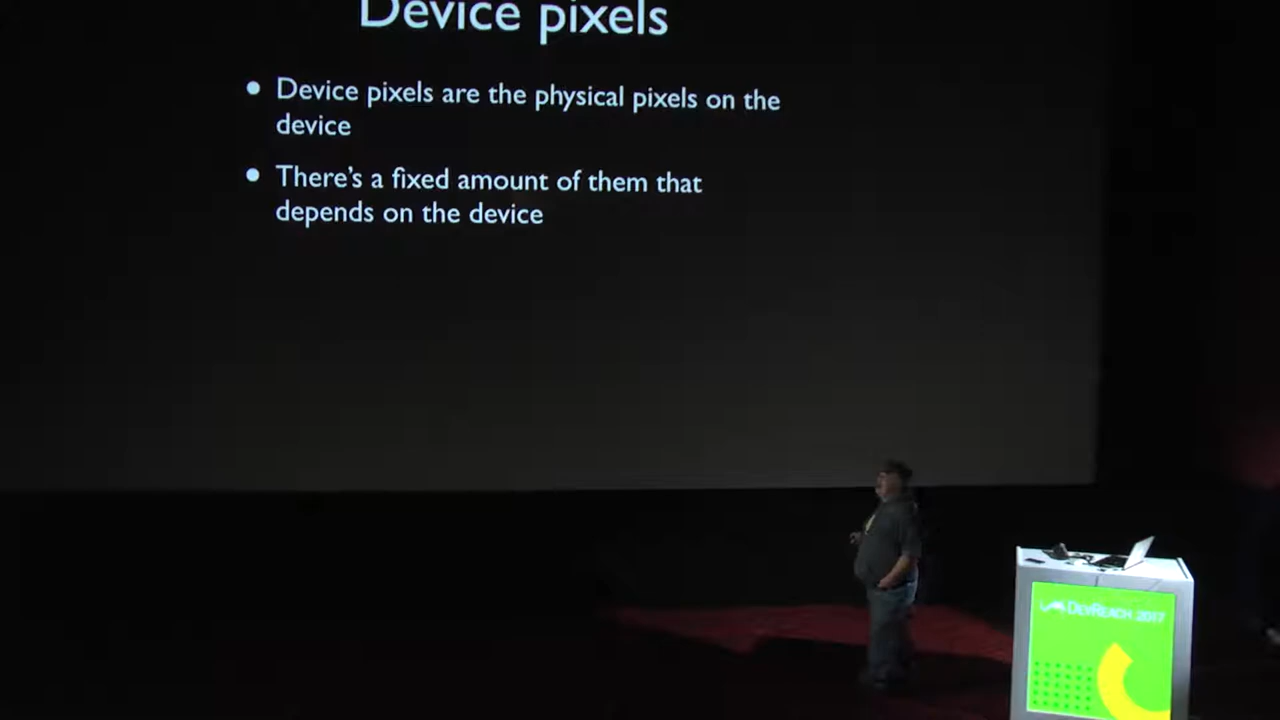 Device pixels
Device pixels are the physical pixels on the
device
There's a fixed amount of them that
depends on the device
DEVREACH 2017